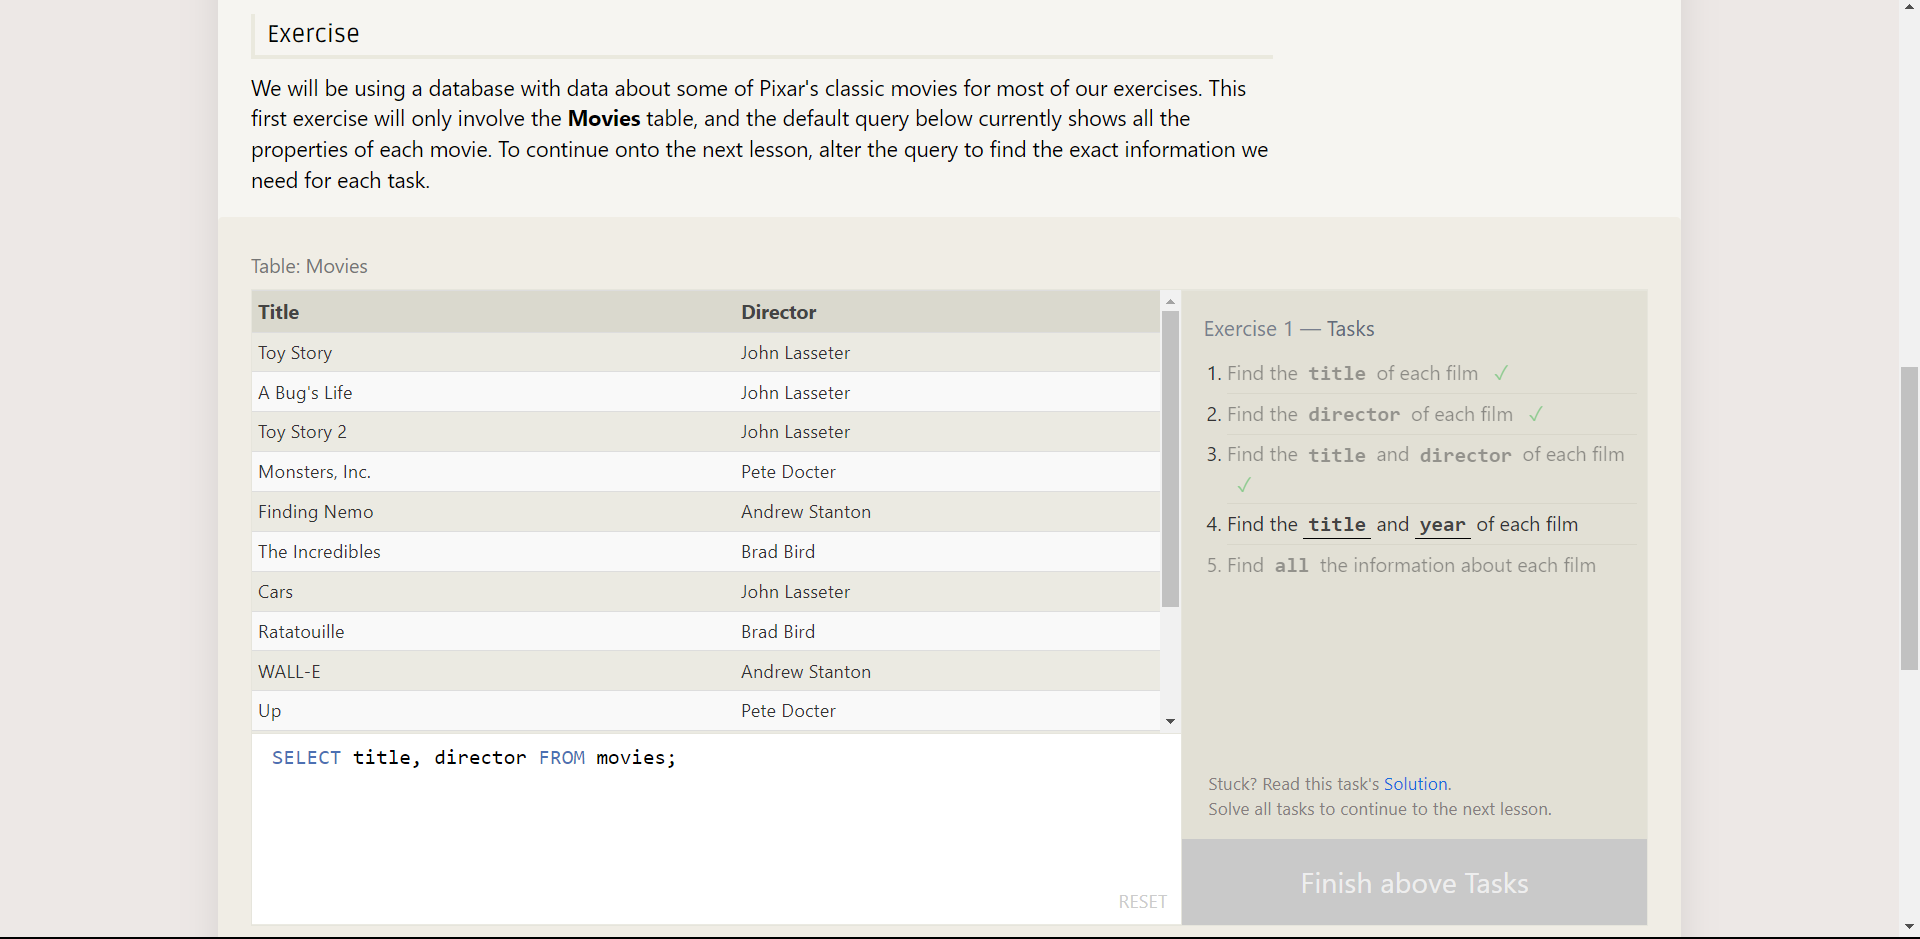 Exercise
We will be using a database with data about some of Pixar's classic movies for most of our exercises. This
first exercise will only involve the Movies table, and the default query below currently shows all the
properties of each movie. To continue onto the next lesson, alter the query to find the exact information we
need for each task.
Table: Movies
Title Director
Toy Story John Lasseter
A Bug's Life John Lasseter
Toy Story 2 John Lasseter
Monsters, Inc. Pete Docter
Finding Nemo Andrew Stanton
The Incredibles Brad Bird
Cars John Lasseter
Ratatouille Brad Bird
WALL-E Andrew Stanton
Up Pete Docter
SELECT title, director FROM movies;
RESET
Exercise 1 — Tasks
1. Find the title of each film ✓
2. Find the director of each film ✓
3. Find the title and director of each film
✓
4. Find the title and year of each film
5. Find all the information about each film
Stuck? Read this task's Solution.
Solve all tasks to continue to the next lesson.
Finish above Tasks